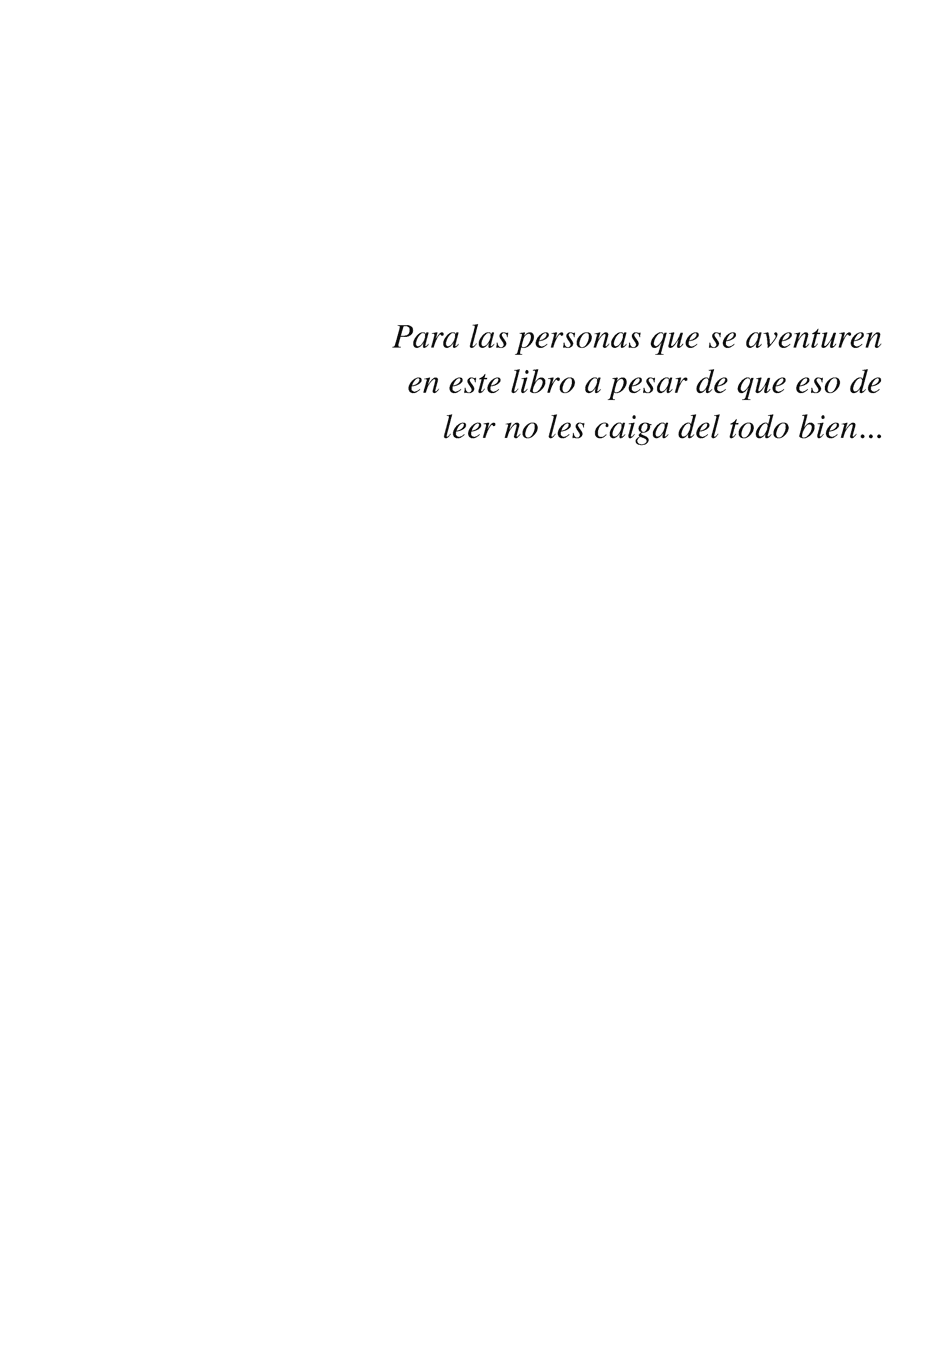 Para las personas que se aventuren
en este libro a pesar de que eso de
leer no les caiga del todo bien...